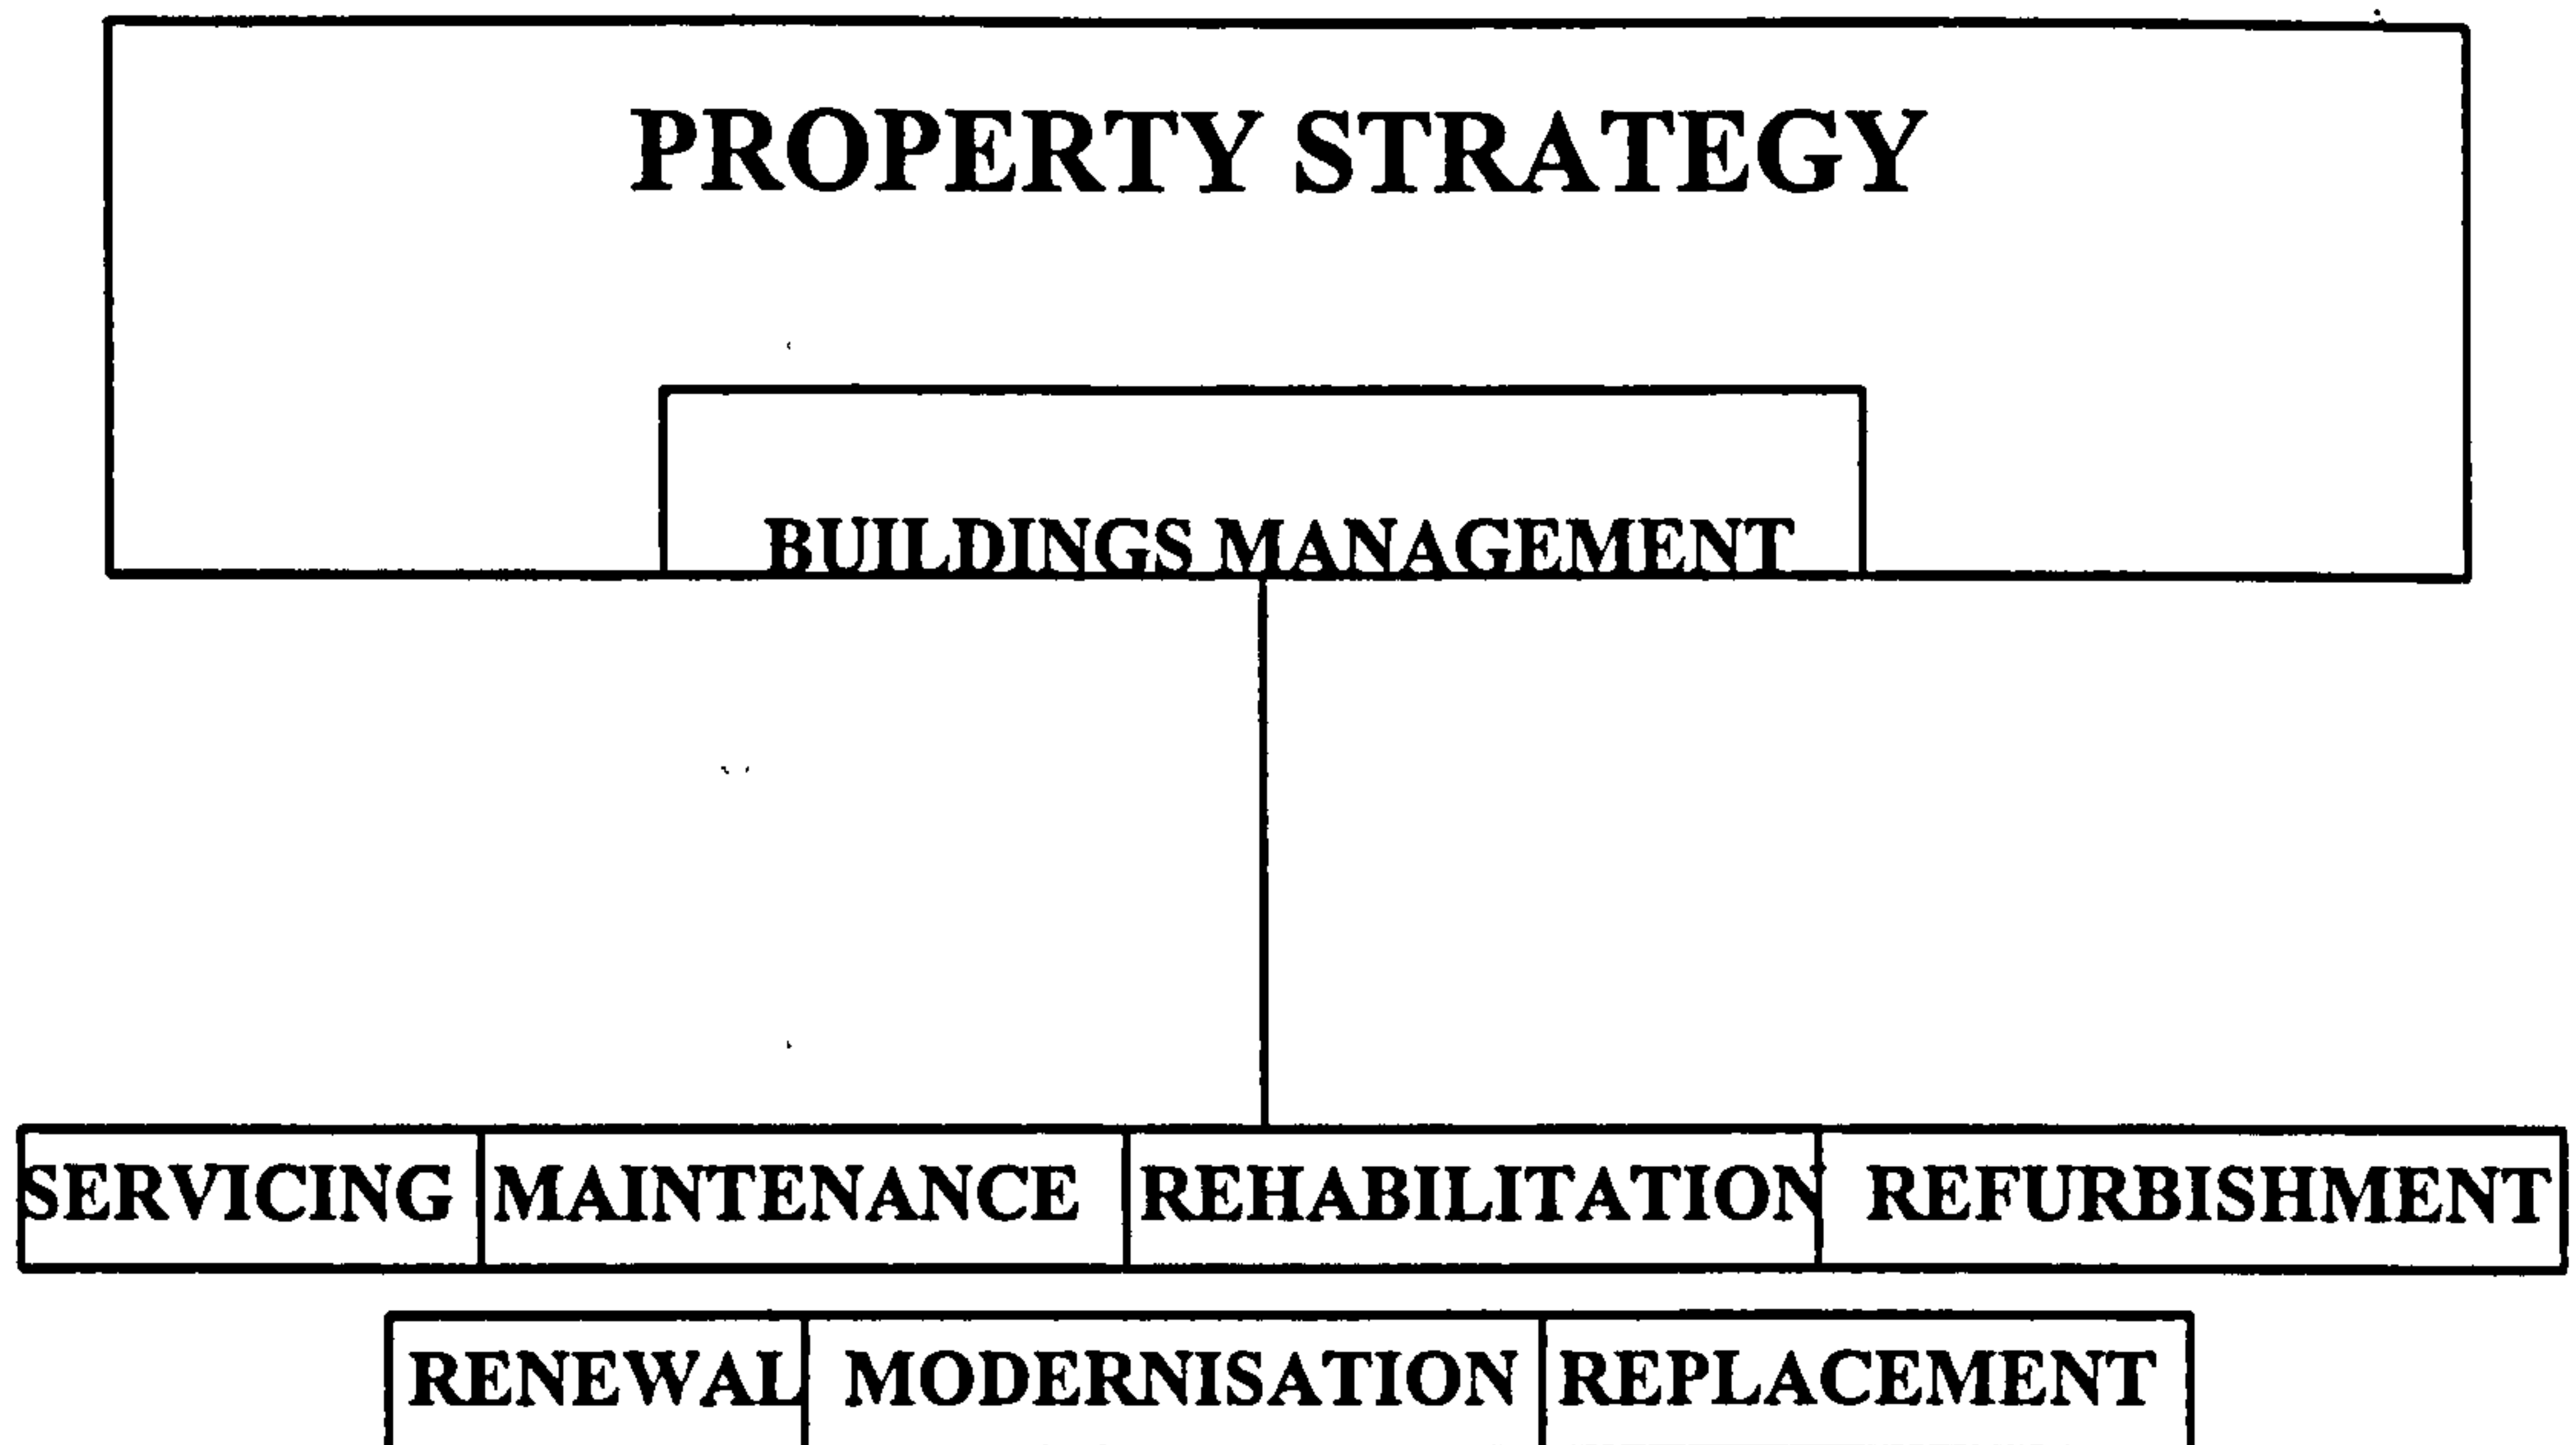 PROPERTY STRATEGY
BUILDINGS MANAGEMENT
SERVICING MAINTENANCE REHABILITATION REFURBISHMENT
RENEWAL MODERNISATION REPLACEMENT